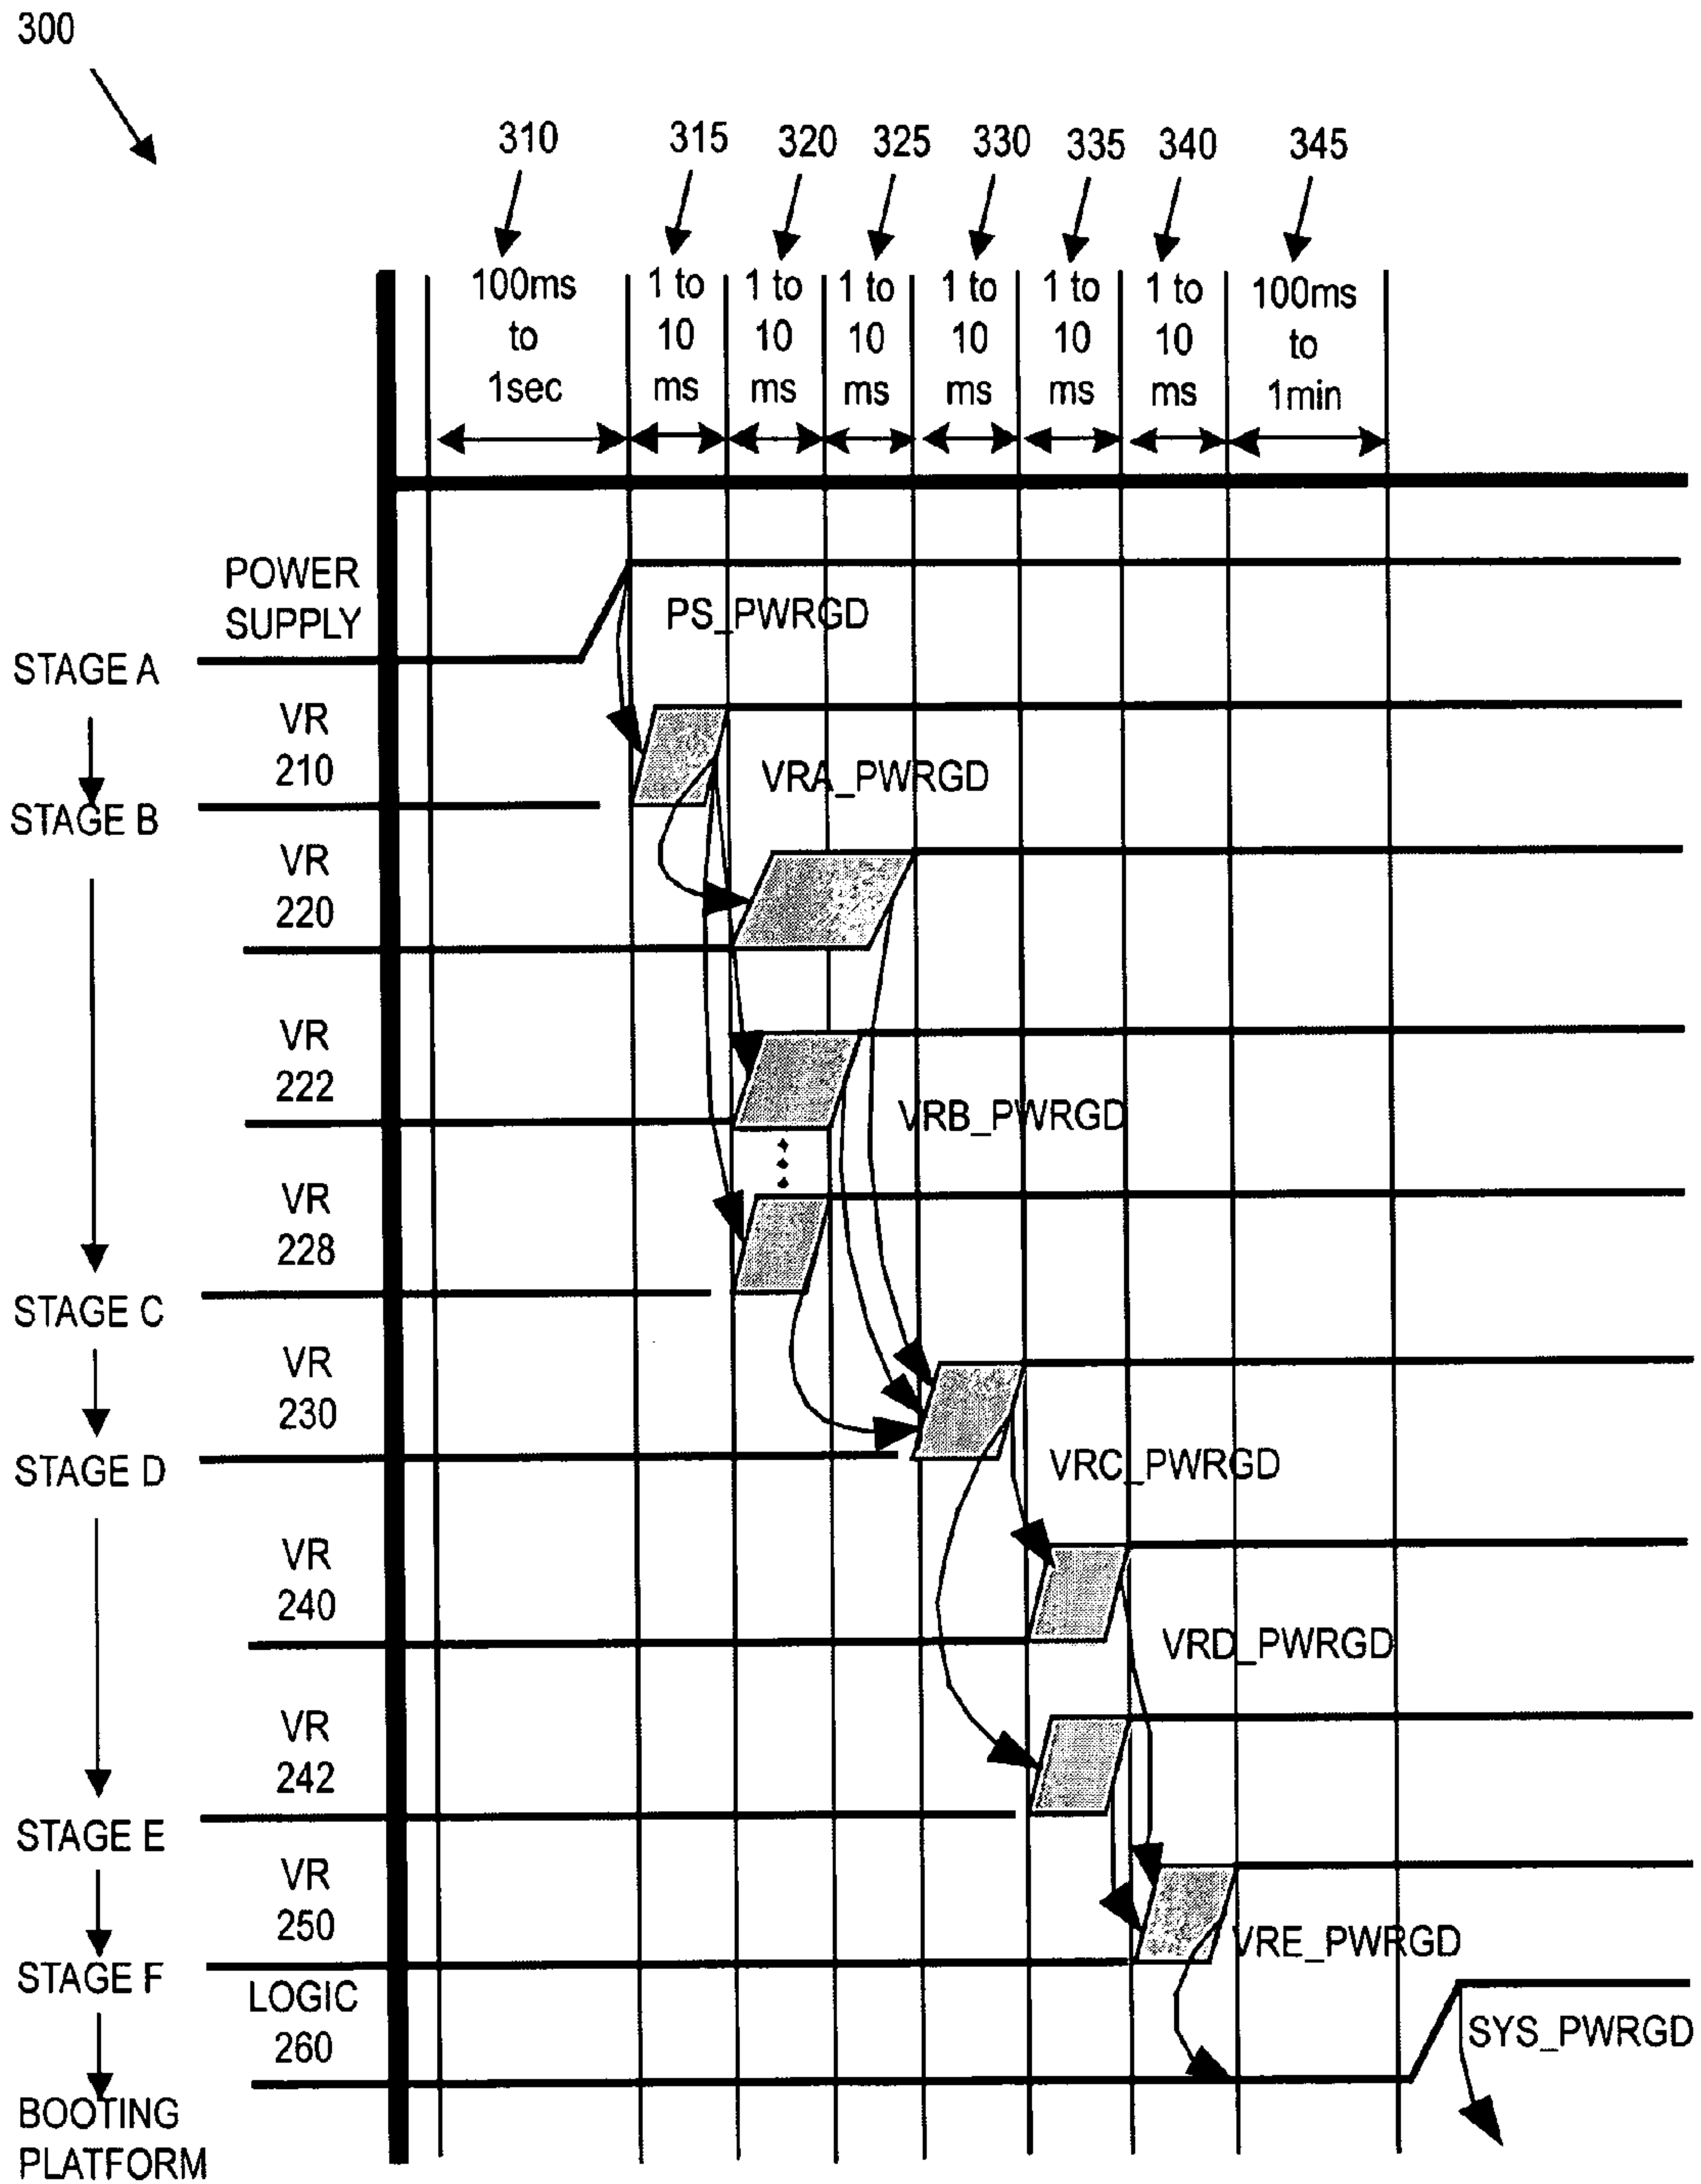 300
310 315 320 325 330 335 340 345
100ms 1 to 1 to 1 to 1 to 1 to 1 to 100ms
to 10 10 10 10 10 10 to
1sec ms ms ms ms ms ms 1min
POWER
SUPPLY
PS_PWRGD
STAGE A
VR
210
VRA_PWRGD
STAGE B
VR
220
VR
222
VRB_PWRGD
VR
228
STAGE C
VR
230
VRC_PWRGD
STAGE D
VR
240
VRD_PWRGD
VR
242
STAGE E
VR
250
VRE_PWRGD
STAGE F
LOGIC
260
SYS_PWRGD
BOOTING
PLATFORM